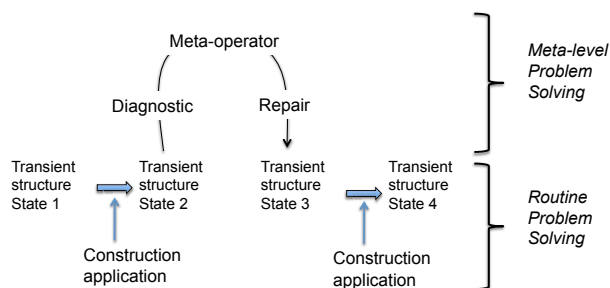 Meta-operator
Diagnostic
Repair
Meta-level
Problem
Solving
Transient
structure
State 1
Transient
structure
State 2
Transient
structure
State 3
Transient
structure
State 4
Construction
application
Construction
application
Routine
Problem
Solving